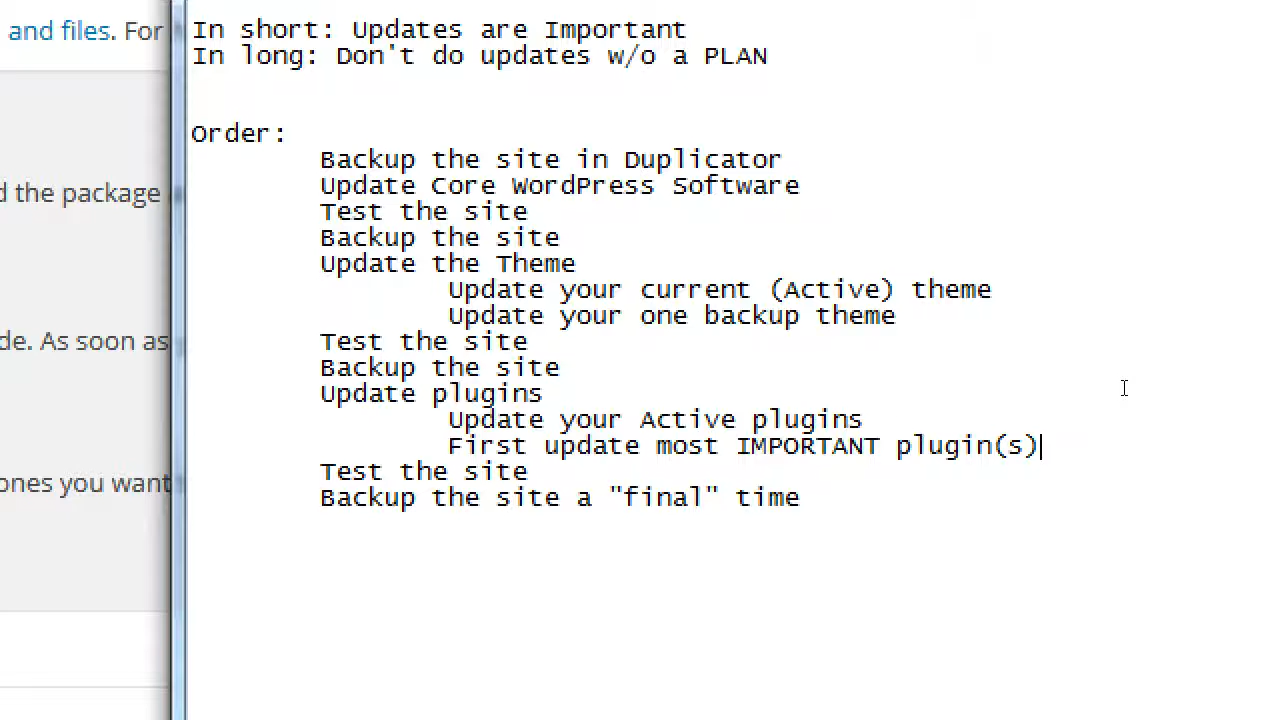 and files. For
In short: Updates are Important
In long: Don't do updates w/o a PLAN
Order:
Backup the site in Duplicator
d the package
Update Core WordPress Software
Test the site
Backup the site
Update the Theme
Update your current (Active) theme
Update your one backup theme
de. As soon as
Test the site
Backup the site
Update plugins
Update your Active plugins
First update most IMPORTANT plugin(s)
Test the site
ones you want
Backup the site a "final" time